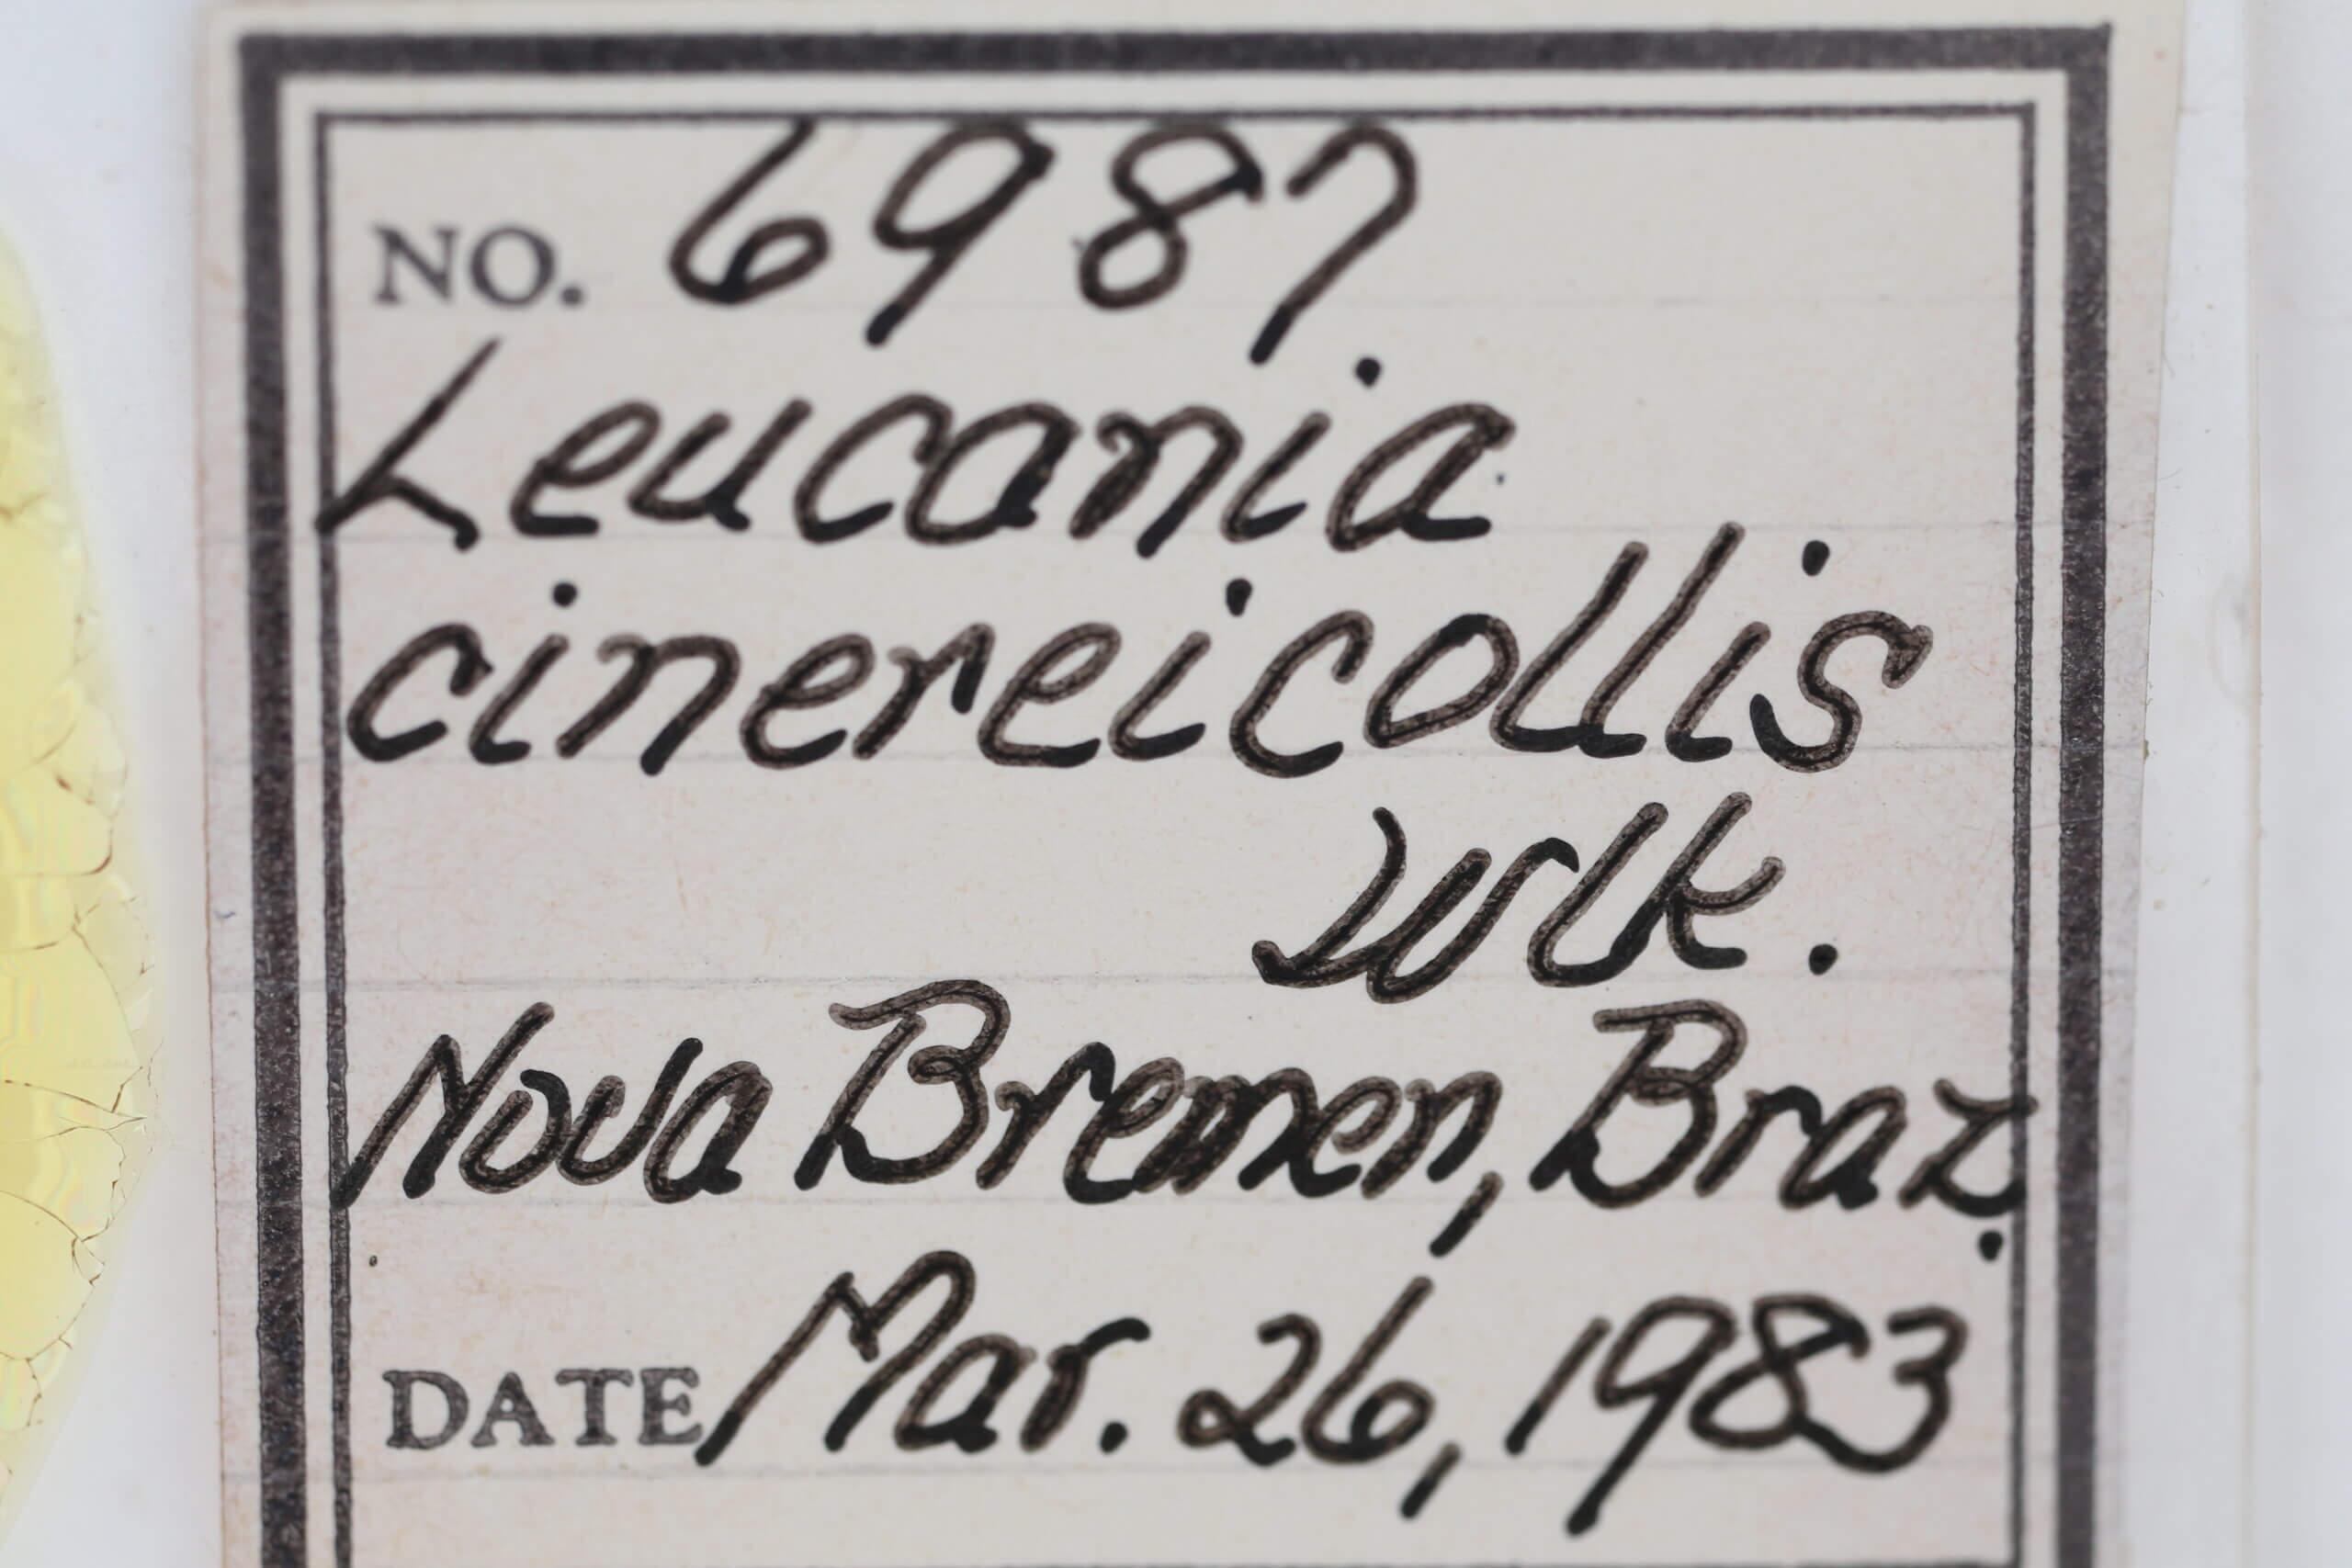 NO. 6987
Leucania
cinereicollis
Wlk.
Nova Bremen, Braz.
DATE Mar. 26, 1983